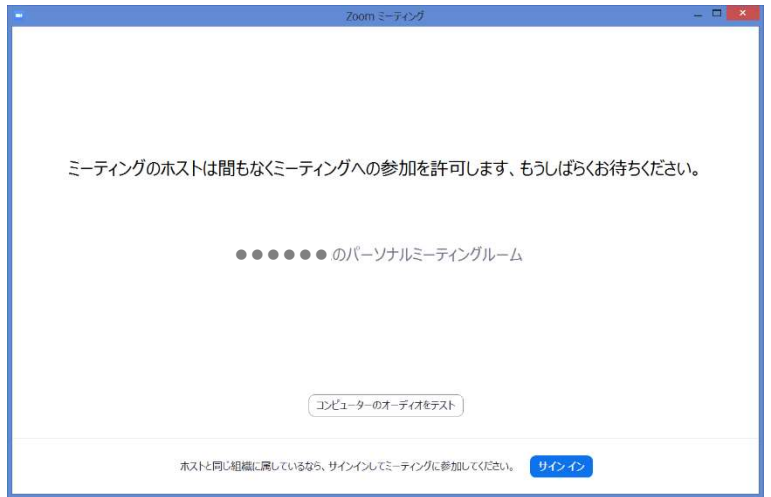 Zoom ミーティング
ミーティングのホストは間もなくミーティングへの参加を許可します、もうしばらくお待ちください。
●●●●●●のパーソナルミーティングルーム
コンピューターのオーディオをテスト
ホストと同じ組織に属しているなら、サインインしてミーティングに参加してください。 サインイン